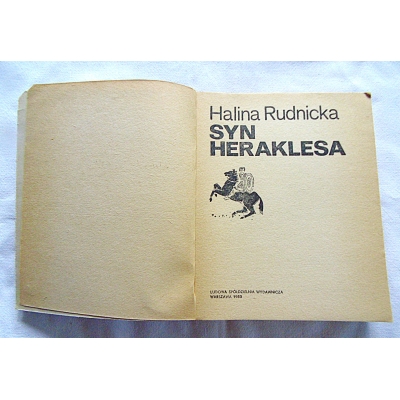 Halina Rudnicka
SYN
HERAKLESA
LUDOWA SPÓŁDZIELNIA WYDAWNICZA
WARSZAWA